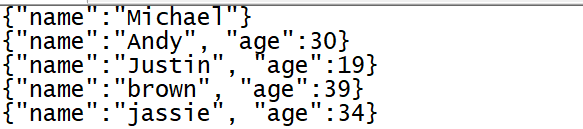 {"name":"Michael"}
{"name":"Andy", "age":30}
{"name":"Justin", "age":19}
{"name":"brown", "age":39}
{"name":"jassie", "age":34}